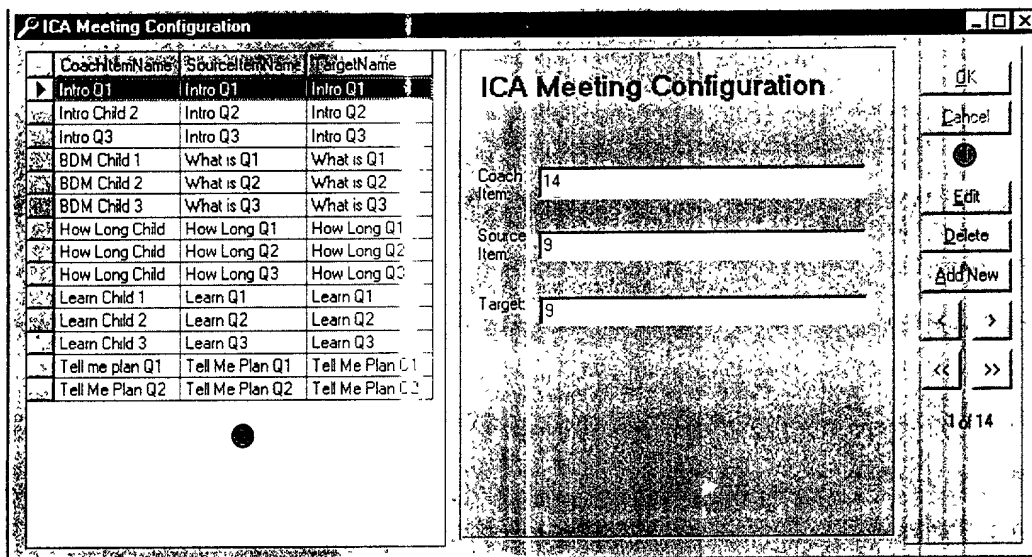 ICA Meeting Configuration
CoachItemName SourceItemName TargetName
Intro Q1 Intro Q1 Intro Q1
Intro Child 2 Intro Q2 Intro Q2
Intro Q3 Intro Q3 Intro Q3
BDM Child 1 What is Q1 What is Q1
BDM Child 2 What is Q2 What is Q2
BDM Child 3 What is Q3 What is Q3
How Long Child How Long Q1 How Long Q1
How Long Child How Long Q2 How Long Q2
How Long Child How Long Q3 How Long Q3
Learn Child 1 Learn Q1 Learn Q1
Learn Child 2 Learn Q2 Learn Q2
Learn Child 3 Learn Q3 Learn Q3
Tell me plan Q1 Tell Me Plan Q1 Tell Me Plan Q1
Tell Me Plan Q2 Tell Me Plan Q2 Tell Me Plan Q2
ICA Meeting Configuration
Coach
Item: 14
Source
Item: 9
Target: 9
OK
Cancel
Edit
Delete
Add New
< >
<< >>
1 of 14